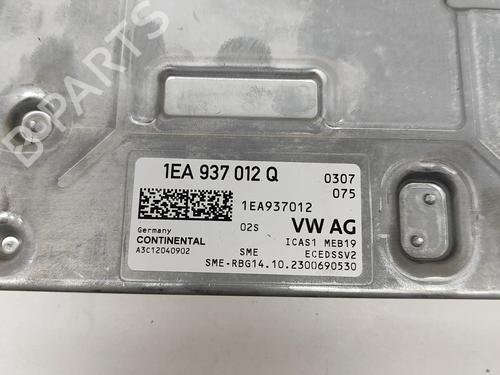 DOPARTS
1EA 937 012 Q
0307
075
1EA937012
02S
VW AG
Germany
CONTINENTAL
A3C12040902
ICAS1 MEB19
SME
ECEDSSV2
SME-RBG14.10.2300690530